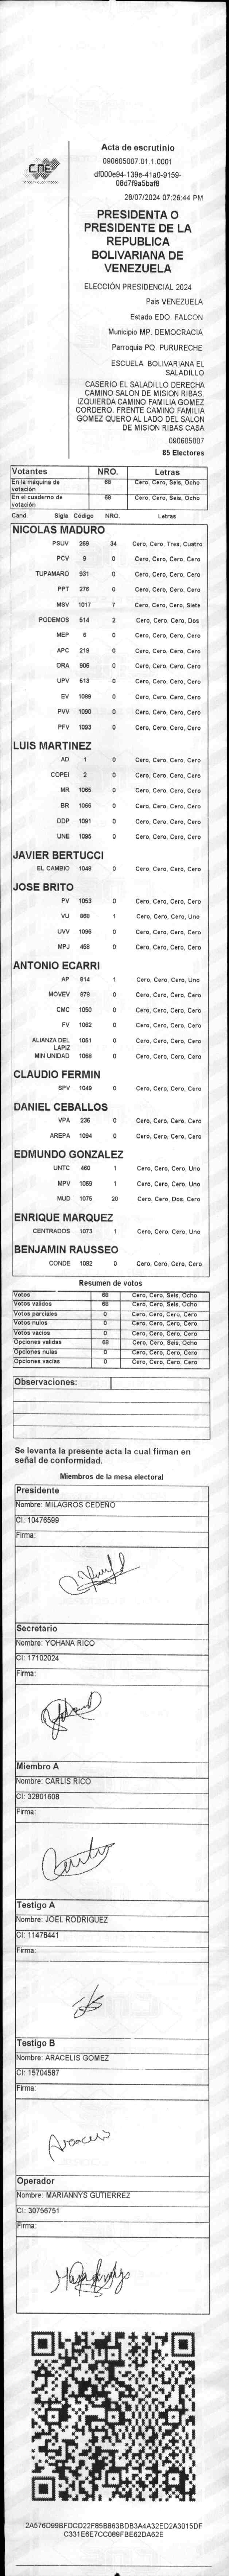 CNE
Acta de escrutinio
090605007.01.1.0001
df000e94-139e-41a0-9159-
08d7f9a5baf8
28/07/2024 07:26:44 PM
PRESIDENTA O
PRESIDENTE DE LA
REPUBLICA
BOLIVARIANA DE
VENEZUELA
ELECCIÓN PRESIDENCIAL 2024
País VENEZUELA
Estado EDO. FALCON
Municipio MP. DEMOCRACIA
Parroquia PQ. PURURECHE
ESCUELA BOLIVARIANA EL
SALADILLO
CASERIO EL SALADILLO DERECHA
CAMINO SALON DE MISION RIBAS.
IZQUIERDA CAMINO FAMILIA GOMEZ
CORDERO. FRENTE CAMINO FAMILIA
GOMEZ QUERO AL LADO DEL SALON
DE MISION RIBAS CASA
090605007
85 Electores
Votantes NRO. Letras
En la máquina de votación 68 Cero, Cero, Seis, Ocho
En el cuaderno de votación 68 Cero, Cero, Seis, Ocho
Cand. Sigla Código NRO. Letras
NICOLAS MADURO
PSUV 269 34 Cero, Cero, Tres, Cuatro
PCV 9 0 Cero, Cero, Cero, Cero
TUPAMARO 931 0 Cero, Cero, Cero, Cero
PPT 276 0 Cero, Cero, Cero, Cero
MSV 1017 7 Cero, Cero, Cero, Siete
PODEMOS 514 2 Cero, Cero, Cero, Dos
MEP 6 0 Cero, Cero, Cero, Cero
APC 219 0 Cero, Cero, Cero, Cero
ORA 906 0 Cero, Cero, Cero, Cero
UPV 513 0 Cero, Cero, Cero, Cero
EV 1089 0 Cero, Cero, Cero, Cero
PVV 1090 0 Cero, Cero, Cero, Cero
PFV 1093 0 Cero, Cero, Cero, Cero
LUIS MARTINEZ
AD 1 0 Cero, Cero, Cero, Cero
COPEI 2 0 Cero, Cero, Cero, Cero
MR 1065 0 Cero, Cero, Cero, Cero
BR 1066 0 Cero, Cero, Cero, Cero
DDP 1091 0 Cero, Cero, Cero, Cero
UNE 1095 0 Cero, Cero, Cero, Cero
JAVIER BERTUCCI
EL CAMBIO 1048 0 Cero, Cero, Cero, Cero
JOSE BRITO
PV 1053 0 Cero, Cero, Cero, Cero
VU 868 1 Cero, Cero, Cero, Uno
UVV 1096 0 Cero, Cero, Cero, Cero
MPJ 458 0 Cero, Cero, Cero, Cero
ANTONIO ECARRI
AP 814 1 Cero, Cero, Cero, Uno
MOVEV 878 0 Cero, Cero, Cero, Cero
CMC 1050 0 Cero, Cero, Cero, Cero
FV 1062 0 Cero, Cero, Cero, Cero
ALIANZA DEL LAPIZ 1051 0 Cero, Cero, Cero, Cero
MIN UNIDAD 1068 0 Cero, Cero, Cero, Cero
CLAUDIO FERMIN
SPV 1049 0 Cero, Cero, Cero, Cero
DANIEL CEBALLOS
VPA 236 0 Cero, Cero, Cero, Cero
AREPA 1094 0 Cero, Cero, Cero, Cero
EDMUNDO GONZALEZ
UNTC 460 1 Cero, Cero, Cero, Uno
MPV 1069 1 Cero, Cero, Cero, Uno
MUD 1075 20 Cero, Cero, Dos, Cero
ENRIQUE MARQUEZ
CENTRADOS 1073 1 Cero, Cero, Cero, Uno
BENJAMIN RAUSSEO
CONDE 1092 0 Cero, Cero, Cero, Cero
Resumen de votos
Votos 68 Cero, Cero, Seis, Ocho
Votos validos 68 Cero, Cero, Seis, Ocho
Votos parciales 0 Cero, Cero, Cero, Cero
Votos nulos 0 Cero, Cero, Cero, Cero
Votos vacios 0 Cero, Cero, Cero, Cero
Opciones validas 68 Cero, Cero, Seis, Ocho
Opciones nulas 0 Cero, Cero, Cero, Cero
Opciones vacias 0 Cero, Cero, Cero, Cero
Observaciones:
Se levanta la presente acta la cual firman en
señal de conformidad.
Miembros de la mesa electoral
Presidente
Nombre: MILAGROS CEDEÑO
CI: 10476599
Firma:
Secretario
Nombre: YOHANA RICO
CI: 17102024
Firma:
Miembro A
Nombre: CARLIS RICO
CI: 32801608
Firma:
Testigo A
Nombre: JOEL RODRIGUEZ
CI: 11478441
Firma:
Testigo B
Nombre: ARACELIS GOMEZ
CI: 15704587
Firma:
Aracelis
Operador
Nombre: MARIANNYS GUTIERREZ
CI: 30756751
Firma:
2A576D99BFDCD22F85B863BDB3A4A32ED2A3015DF
C331E6E7CC089FBE62DA62E